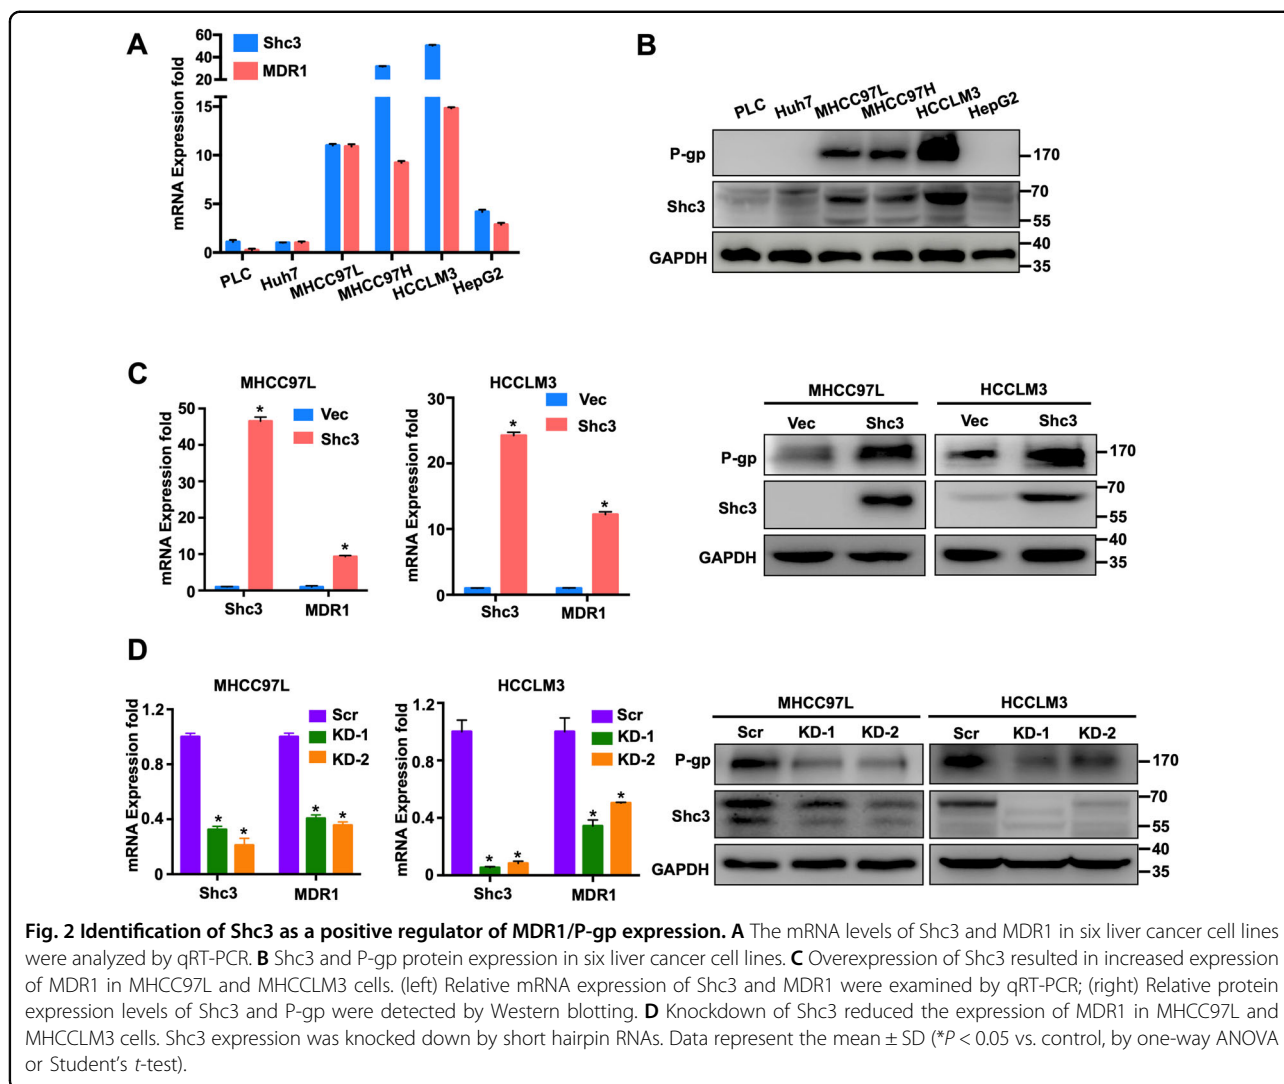 A
mRNA Expression fold
60
40
20
15
10
5
0
Shc3
MDR1
PLC
Huh7
MHCC97L
MHCC97H
HCCLM3
HepG2
B
PLC Huh7 MHCC97L MHCC97H HCCLM3 HepG2
P-gp
170
Shc3
70
55
GAPDH
40
35
C
MHCC97L
mRNA Expression fold
50
40
30
20
10
0
Vec
Shc3
*
*
Shc3 MDR1
HCCLM3
mRNA Expression fold
30
20
10
0
Vec
Shc3
*
*
Shc3 MDR1
MHCC97L HCCLM3
Vec Shc3 Vec Shc3
P-gp
170
Shc3
70
55
GAPDH
40
35
D
MHCC97L
mRNA Expression fold
1.2
0.8
0.4
0
Scr
KD-1
KD-2
* * * *
Shc3 MDR1
HCCLM3
mRNA Expression fold
1.2
0.8
0.4
0
Scr
KD-1
KD-2
* * * *
Shc3 MDR1
MHCC97L HCCLM3
Scr KD-1 KD-2 Scr KD-1 KD-2
P-gp
170
Shc3
70
55
GAPDH
40
35
Fig. 2 Identification of Shc3 as a positive regulator of MDR1/P-gp expression. A The mRNA levels of Shc3 and MDR1 in six liver cancer cell lines
were analyzed by qRT-PCR. B Shc3 and P-gp protein expression in six liver cancer cell lines. C Overexpression of Shc3 resulted in increased expression
of MDR1 in MHCC97L and MHCCLM3 cells. (left) Relative mRNA expression of Shc3 and MDR1 were examined by qRT-PCR; (right) Relative protein
expression levels of Shc3 and P-gp were detected by Western blotting. D Knockdown of Shc3 reduced the expression of MDR1 in MHCC97L and
MHCCLM3 cells. Shc3 expression was knocked down by short hairpin RNAs. Data represent the mean ± SD (*P < 0.05 vs. control, by one-way ANOVA
or Student's t-test).